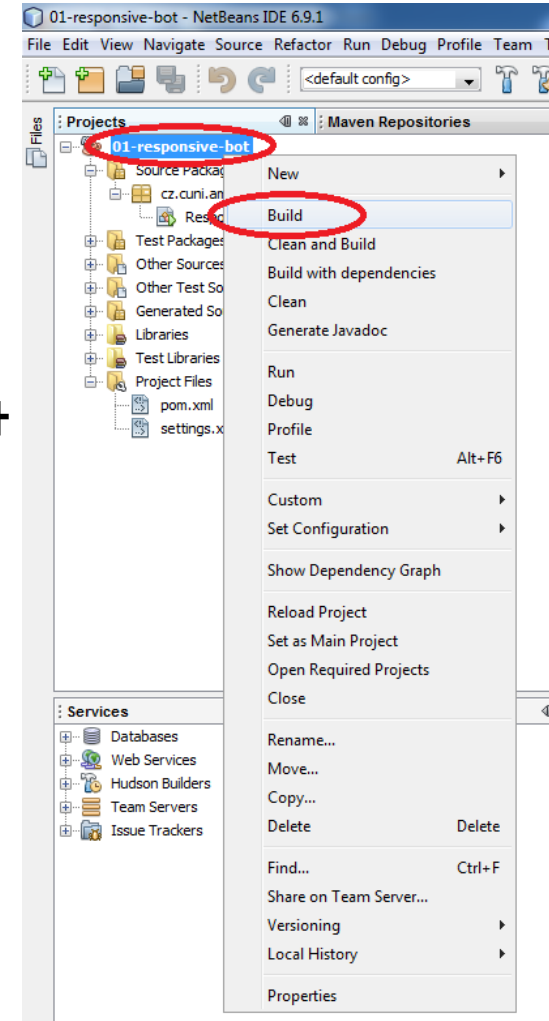 01-responsive-bot - NetBeans IDE 6.9.1
File Edit View Navigate Source Refactor Run Debug Profile Team
<default config>
Files
Projects
Maven Repositories
01-responsive-bot
Source Packag
cz.cuni.am
Respo
Test Packages
Other Sources
Other Test So
Generated So
Libraries
Test Libraries
Project Files
pom.xml
settings.x
New
Build
Clean and Build
Build with dependencies
Clean
Generate Javadoc
Run
Debug
Profile
Test Alt+F6
Custom
Set Configuration
Show Dependency Graph
Reload Project
Set as Main Project
Open Required Projects
Close
Rename...
Move...
Copy...
Delete Delete
Find... Ctrl+F
Share on Team Server...
Versioning
Local History
Properties
Services
Databases
Web Services
Hudson Builders
Team Servers
Issue Trackers